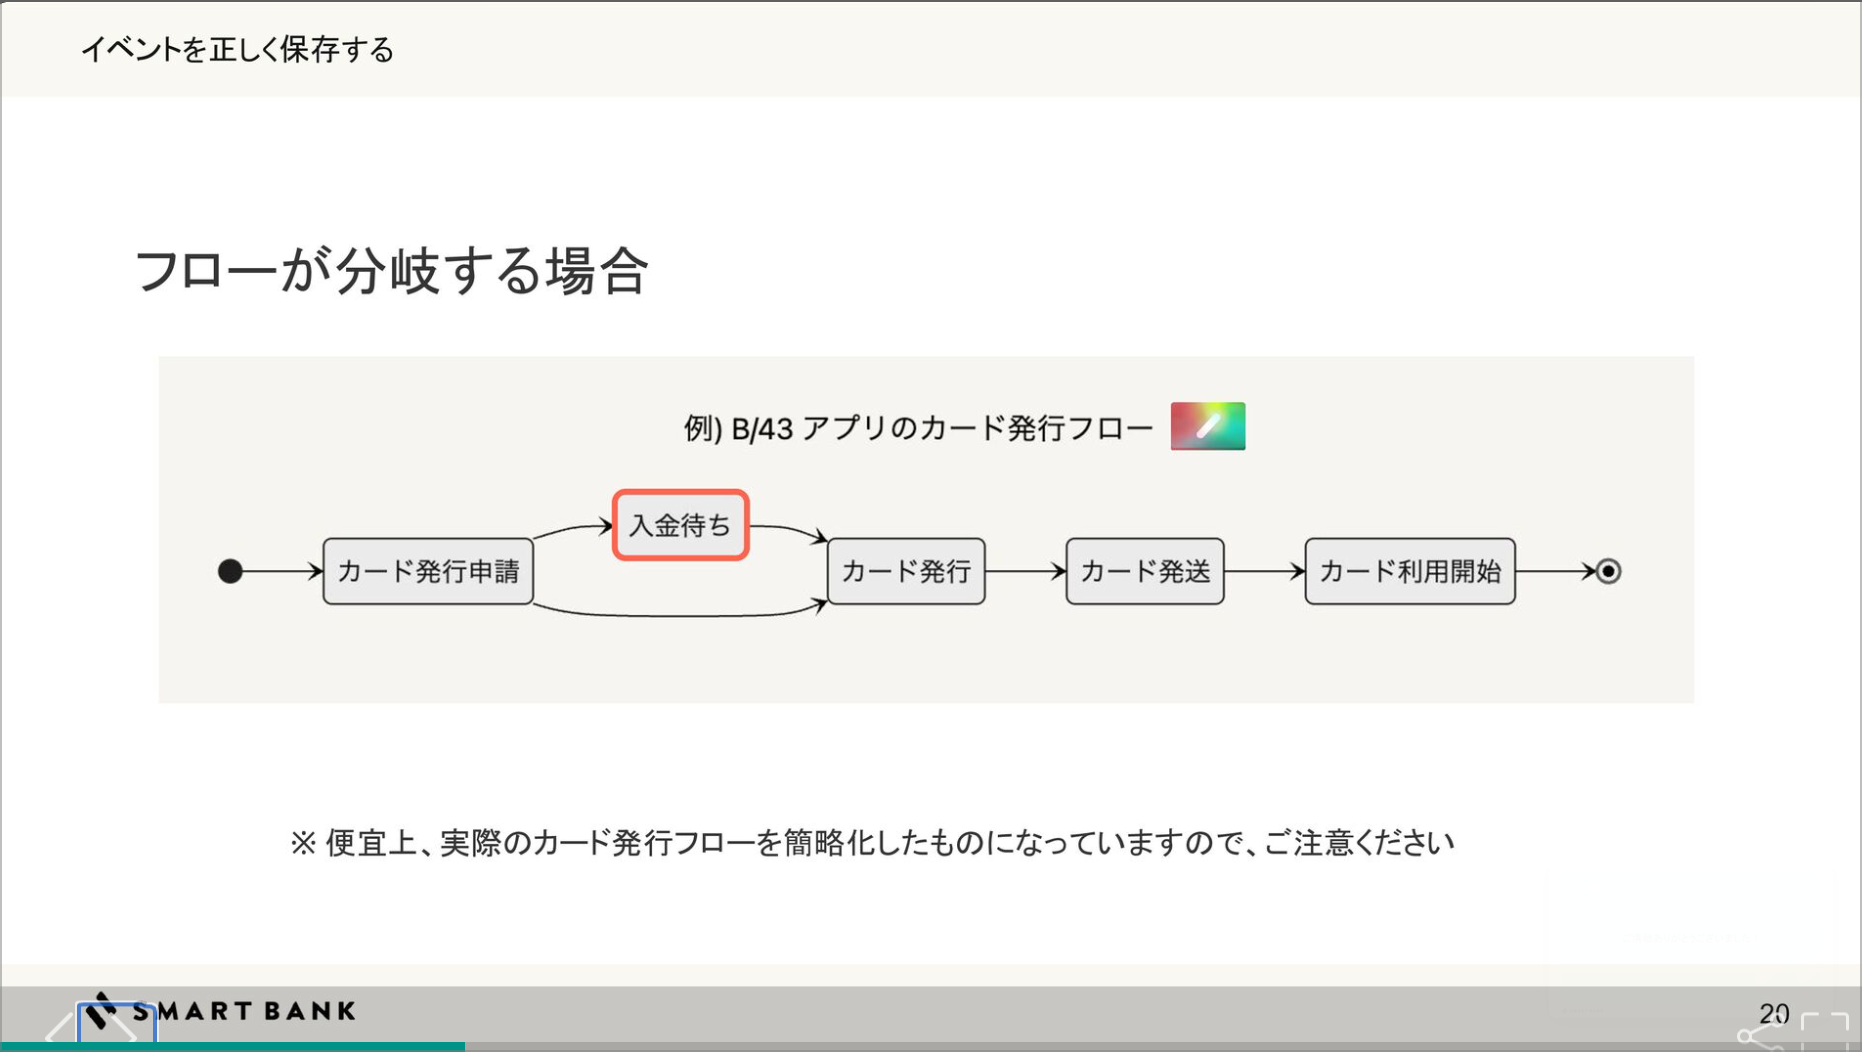 イベントを正しく保存する
フローが分岐する場合
例) B/43 アプリのカード発行フロー
入金待ち
カード発行申請
カード発行
カード発送
カード利用開始
※ 便宜上、実際のカード発行フローを簡略化したものになっていますので、ご注意ください
SMART BANK
20